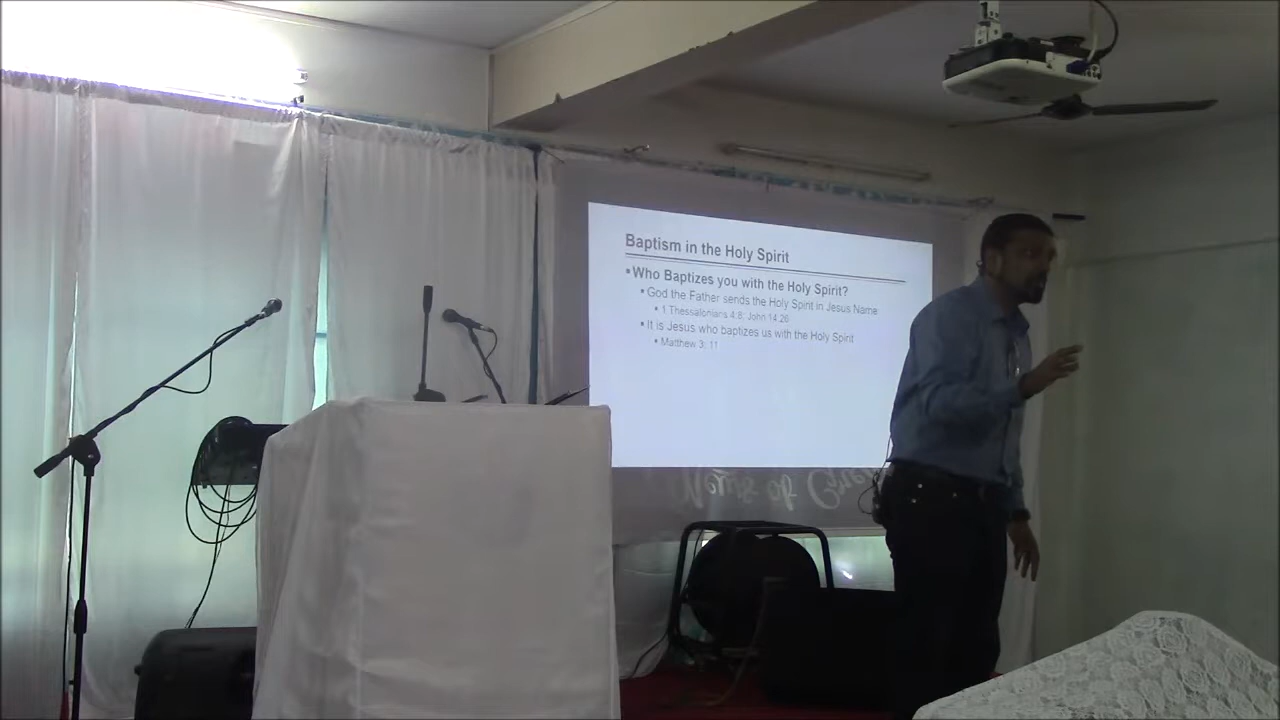 Baptism in the Holy Spirit
▪Who Baptizes you with the Holy Spirit?
▪God the Father sends the Holy Spirit in Jesus Name
▪1 Thessalonians 4:8; John 14:26
▪It is Jesus who baptizes us with the Holy Spirit
▪Matthew 3: 11
of